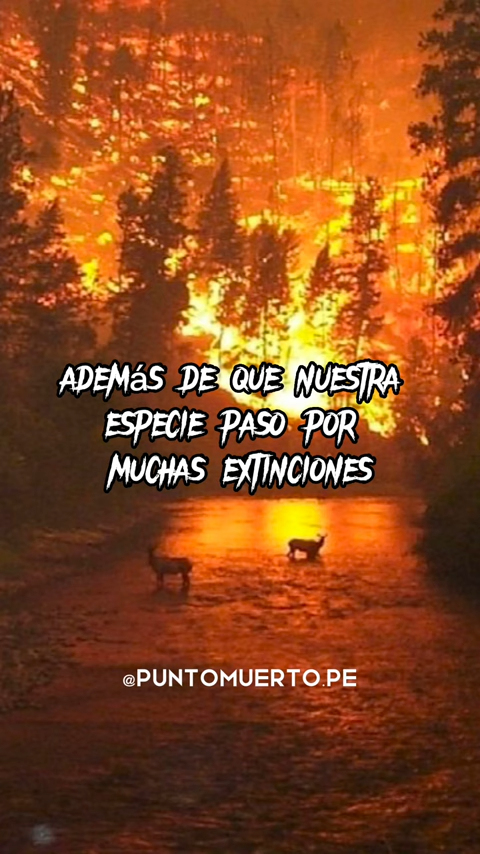 ADEMáS DE QUE NUESTRA
ESPECIE PASO POR
MUCHAS EXTINCIONES
@PUNTOMUERTO.PE